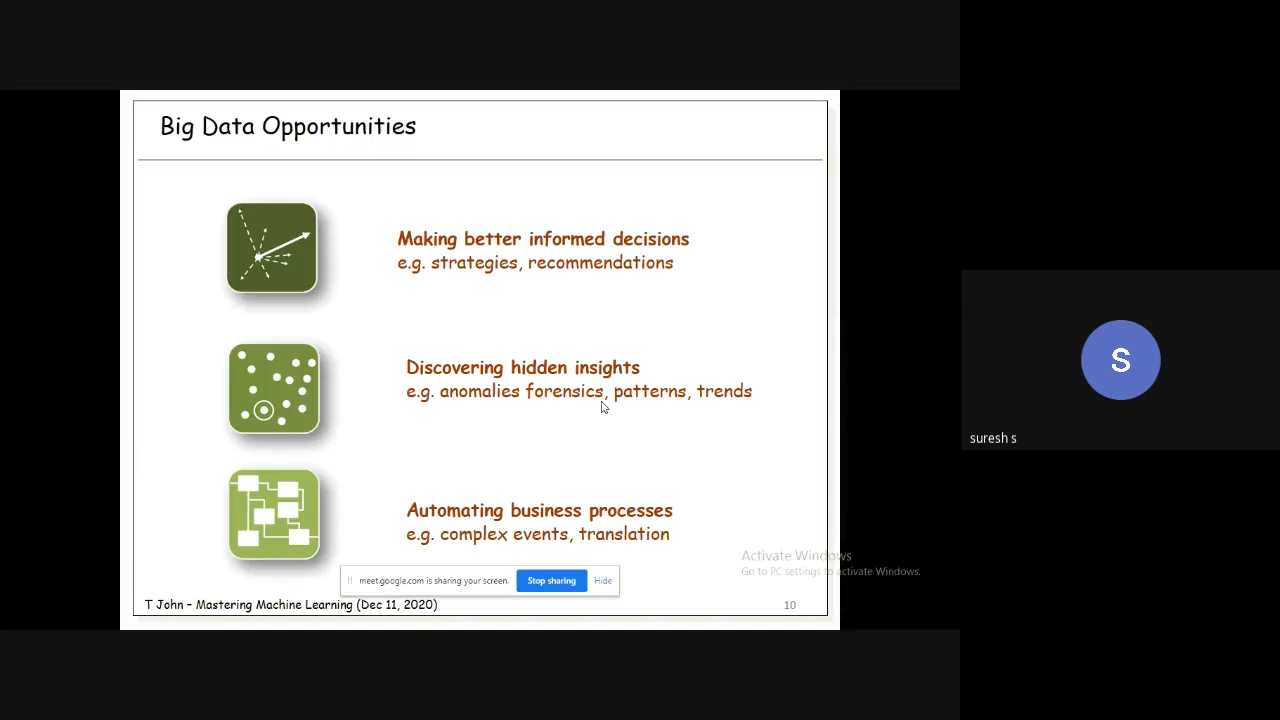 Big Data Opportunities
Making better informed decisions
e.g. strategies, recommendations
Discovering hidden insights
e.g. anomalies forensics, patterns, trends
Automating business processes
e.g. complex events, translation
Activate Windows
Go to PC settings to activate Windows.
meet.google.com is sharing your screen.
Stop sharing
Hide
T John – Mastering Machine Learning (Dec 11, 2020)
10
S
suresh s